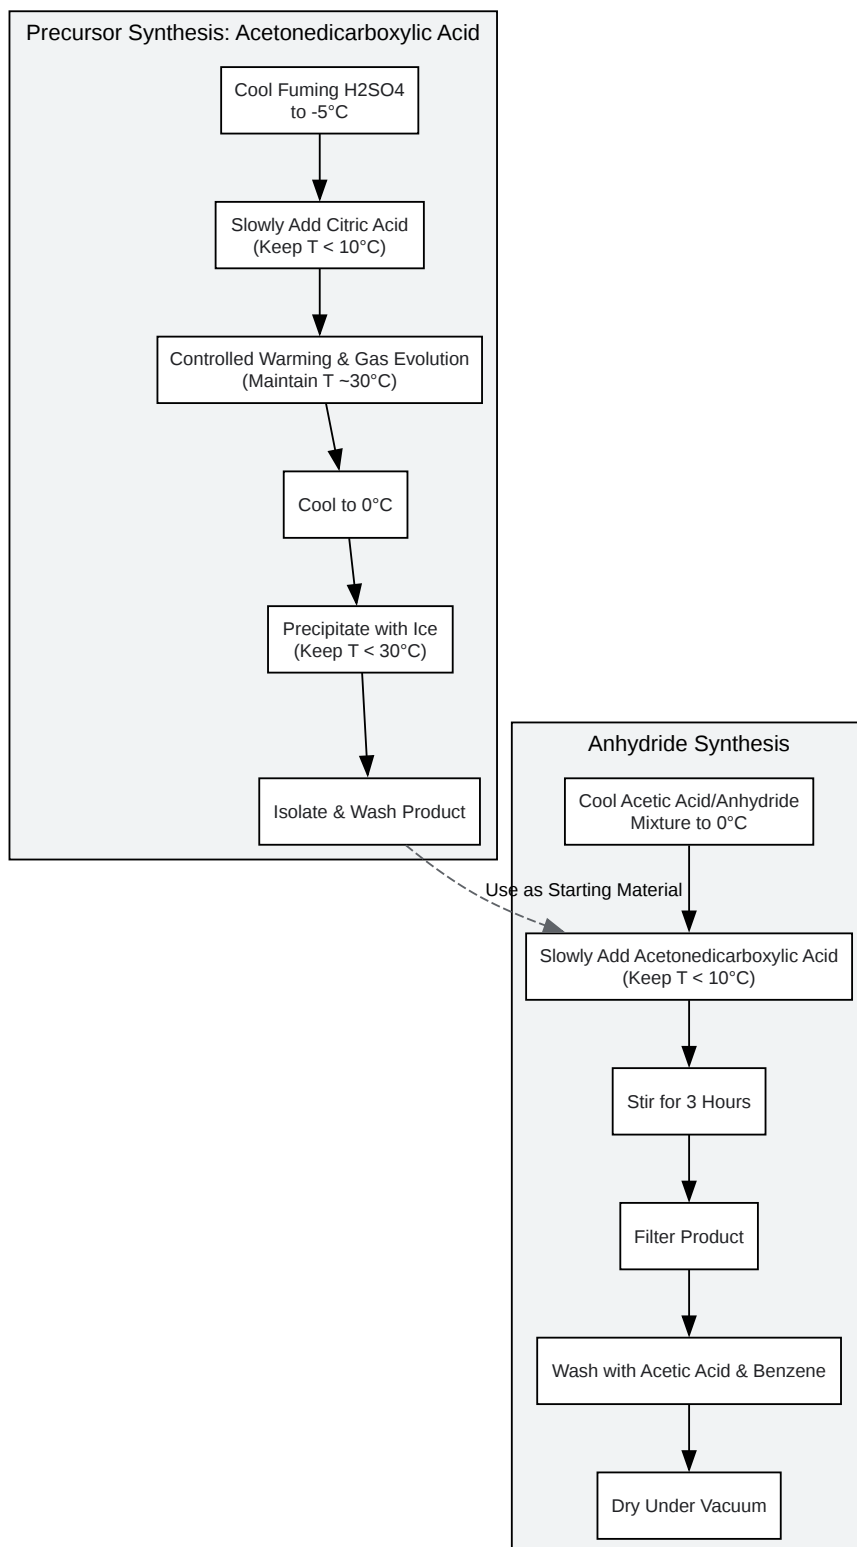 Precursor Synthesis: Acetonedicarboxylic Acid
Cool Fuming H2SO4
to -5°C
Slowly Add Citric Acid
(Keep T < 10°C)
Controlled Warming & Gas Evolution
(Maintain T ~30°C)
Cool to 0°C
Precipitate with Ice
(Keep T < 30°C)
Isolate & Wash Product
Use as Starting Material
Anhydride Synthesis
Cool Acetic Acid/Anhydride
Mixture to 0°C
Slowly Add Acetonedicarboxylic Acid
(Keep T < 10°C)
Stir for 3 Hours
Filter Product
Wash with Acetic Acid & Benzene
Dry Under Vacuum